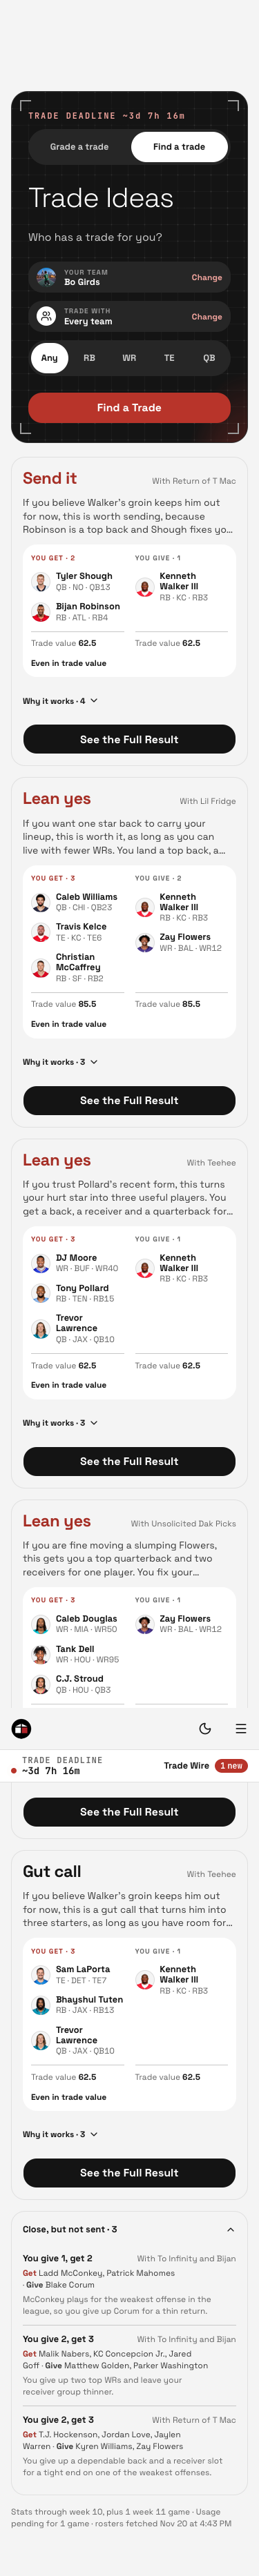 TRADE DEADLINE ~3d 7h 16m
Grade a trade
Find a trade
Trade Ideas
Who has a trade for you?
YOUR TEAM
Bo Girds
Change
TRADE WITH
Every team
Change
Any
RB
WR
TE
QB
Find a Trade
Send it
With Return of T Mac
If you believe Walker's groin keeps him out
for now, this is worth sending, because
Robinson is a top back and Shough fixes yo…
YOU GET · 2
Tyler Shough
QB · NO · QB13
Bijan Robinson
RB · ATL · RB4
Trade value 62.5
YOU GIVE · 1
Kenneth
Walker III
RB · KC · RB3
Trade value 62.5
Even in trade value
Why it works · 4
See the Full Result
Lean yes
With Lil Fridge
If you want one star back to carry your
lineup, this is worth it, as long as you can
live with fewer WRs. You land a top back, a…
YOU GET · 3
Caleb Williams
QB · CHI · QB23
Travis Kelce
TE · KC · TE6
Christian
McCaffrey
RB · SF · RB2
Trade value 85.5
YOU GIVE · 2
Kenneth
Walker III
RB · KC · RB3
Zay Flowers
WR · BAL · WR12
Trade value 85.5
Even in trade value
Why it works · 3
See the Full Result
Lean yes
With Teehee
If you trust Pollard's recent form, this turns
your hurt star into three useful players. You
get a back, a receiver and a quarterback for…
YOU GET · 3
DJ Moore
WR · BUF · WR40
Tony Pollard
RB · TEN · RB15
Trevor
Lawrence
QB · JAX · QB10
Trade value 62.5
YOU GIVE · 1
Kenneth
Walker III
RB · KC · RB3
Trade value 62.5
Even in trade value
Why it works · 3
See the Full Result
Lean yes
With Unsolicited Dak Picks
If you are fine moving a slumping Flowers,
this gets you a top quarterback and two
receivers for one player. You fix your…
YOU GET · 3
Caleb Douglas
WR · MIA · WR50
Tank Dell
WR · HOU · WR95
C.J. Stroud
QB · HOU · QB3
YOU GIVE · 1
Zay Flowers
WR · BAL · WR12
TRADE DEADLINE
~3d 7h 16m
Trade Wire
1 new
See the Full Result
Gut call
With Teehee
If you believe Walker's groin keeps him out
for now, this is a gut call that turns him into
three starters, as long as you have room for…
YOU GET · 3
Sam LaPorta
TE · DET · TE7
Bhayshul Tuten
RB · JAX · RB13
Trevor
Lawrence
QB · JAX · QB10
Trade value 62.5
YOU GIVE · 1
Kenneth
Walker III
RB · KC · RB3
Trade value 62.5
Even in trade value
Why it works · 3
See the Full Result
Close, but not sent · 3
You give 1, get 2
With To Infinity and Bijan
Get Ladd McConkey, Patrick Mahomes
· Give Blake Corum
McConkey plays for the weakest offense in the
league, so you give up Corum for a thin return.
You give 2, get 3
With To Infinity and Bijan
Get Malik Nabers, KC Concepcion Jr., Jared
Goff · Give Matthew Golden, Parker Washington
You give up two top WRs and leave your
receiver group thinner.
You give 2, get 3
With Return of T Mac
Get T.J. Hockenson, Jordan Love, Jaylen
Warren · Give Kyren Williams, Zay Flowers
You give up a dependable back and a receiver slot
for a tight end on one of the weakest offenses.
Stats through week 10, plus 1 week 11 game · Usage
pending for 1 game · rosters fetched Nov 20 at 4:43 PM